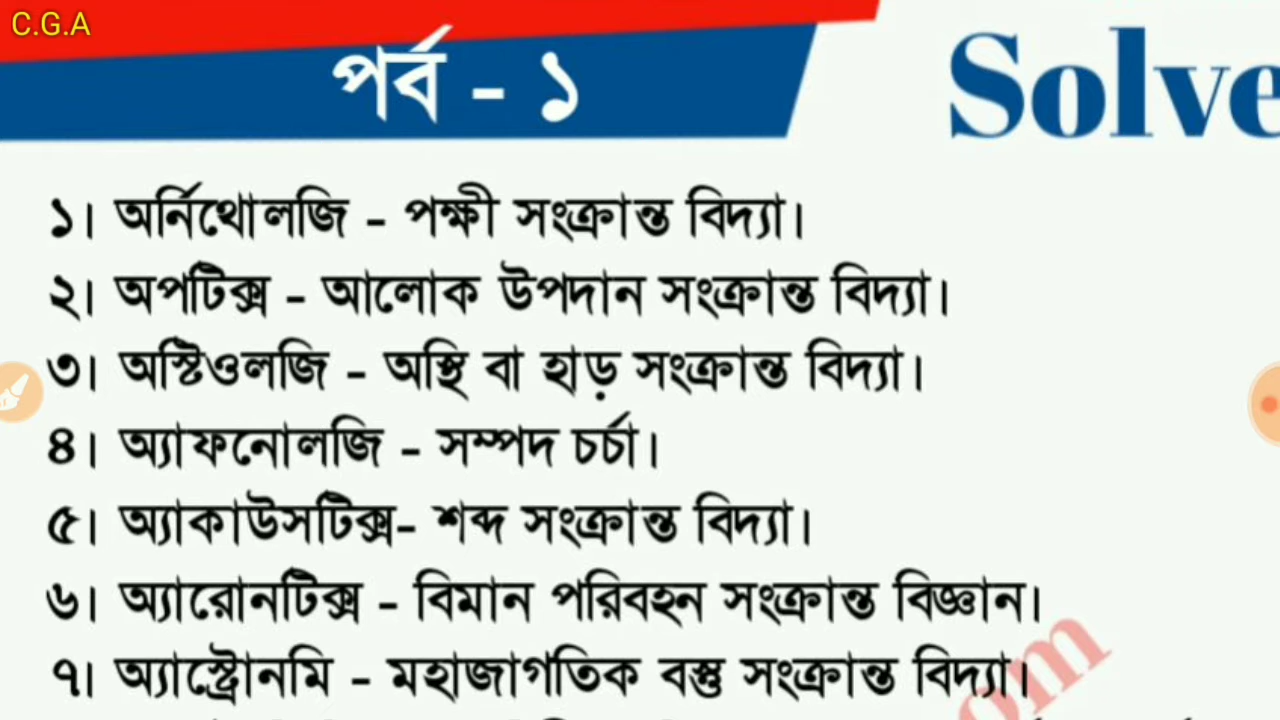 C.G.A
পর্ব - ১
Solve
১। অর্নিথোলজি - পক্ষী সংক্রান্ত বিদ্যা।
২। অপটিক্স - আলোক উপদান সংক্রান্ত বিদ্যা।
৩। অস্টিওলজি - অস্থি বা হাড় সংক্রান্ত বিদ্যা।
৪। অ্যাফনোলজি - সম্পদ চর্চা।
৫। অ্যাকাউসটিক্স- শব্দ সংক্রান্ত বিদ্যা।
৬। অ্যারোনটিক্স - বিমান পরিবহন সংক্রান্ত বিজ্ঞান।
৭। অ্যাস্ট্রোনমি - মহাজাগতিক বস্তু সংক্রান্ত বিদ্যা।
om